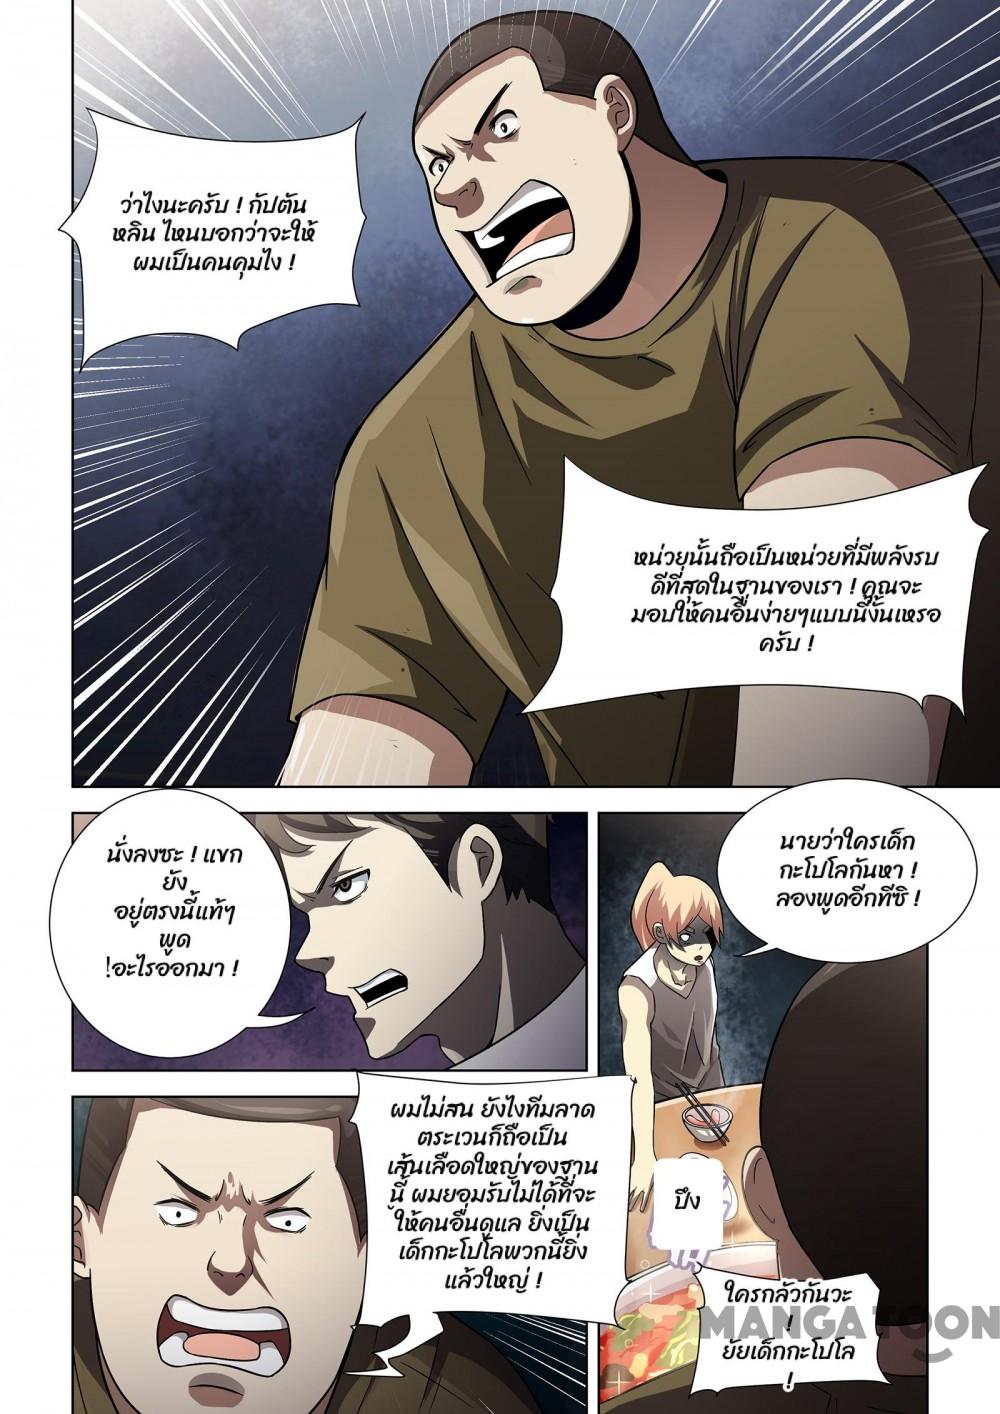 ว่าไงนะครับ ! กัปตัน
หลิน ไหนบอกว่าจะให้
ผมเป็นคนคุมไง !
หน่วยนั้นถือเป็นหน่วยที่มีพลังรบ
ดีที่สุดในฐานของเรา ! คุณจะ
มอบให้คนอื่นง่ายๆแบบนี้งั้นเหรอ
ครับ !
นั่งลงซะ ! แขก
ยัง
อยู่ตรงนี้แท้ๆ
พูด
!อะไรออกมา !
นายว่าใครเด็ก
กะโปโลกันหา !
ลองพูดอีกทีซิ !
ผมไม่สน ยังไงทีมลาด
ตระเวนก็ถือเป็น
เส้นเลือดใหญ่ของฐาน
นี้ ผมยอมรับไม่ได้ที่จะ
ให้คนอื่นดูแล ยิ่งเป็น
เด็กกะโปโลพวกนี้ยิ่ง
แล้วใหญ่ !
ปึง
ใครกลัวกันวะ
!
ยัยเด็กกะโปโล
!
MANGATOON